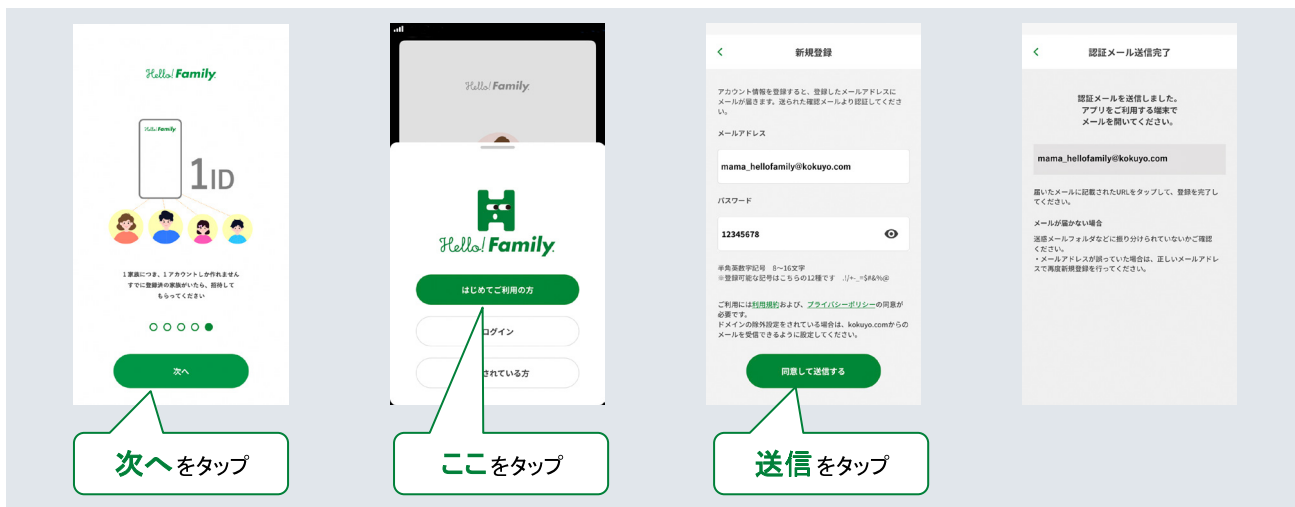 Hello! Family.
Hello! Family
1ID
1家族につき、1アカウントしか作れません
すでに登録済の家族がいたら、招待して
もらってください
次へ
次へをタップ
Hello! Family.
Hello! Family.
はじめてご利用の方
ログイン
されている方
ここをタップ
新規登録
アカウント情報を登録すると、登録したメールアドレスに
メールが届きます。送られた確認メールより認証してくださ
い。
メールアドレス
mama_hellofamily@kokuyo.com
パスワード
12345678
半角英数字記号 8～16文字
※登録可能な記号はこちらの12種です .!/+-_=$#&%@
ご利用には利用規約および、プライバシーポリシーの同意が
必要です。
ドメインの除外設定をされている場合は、kokuyo.comからの
メールを受信できるように設定してください。
同意して送信する
送信をタップ
認証メール送信完了
認証メールを送信しました。
アプリをご利用する端末で
メールを開いてください。
mama_hellofamily@kokuyo.com
届いたメールに記載されたURLをタップして、登録を完了し
てください。
メールが届かない場合
迷惑メールフォルダなどに振り分けられていないかご確認
ください。
・メールアドレスが誤っていた場合は、正しいメールアドレ
スで再度新規登録を行ってください。